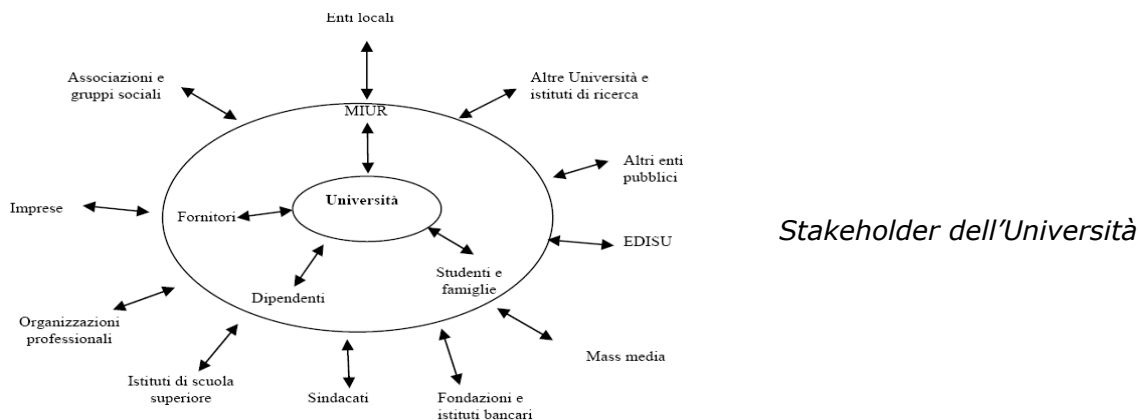 Enti locali
Associazioni e
gruppi sociali
Altre Università e
istituti di ricerca
MIUR
Altri enti
pubblici
Università
Imprese
Fornitori
Stakeholder dell’Università
EDISU
Studenti e
famiglie
Dipendenti
Organizzazioni
professionali
Mass media
Istituti di scuola
superiore
Sindacati
Fondazioni e
istituti bancari